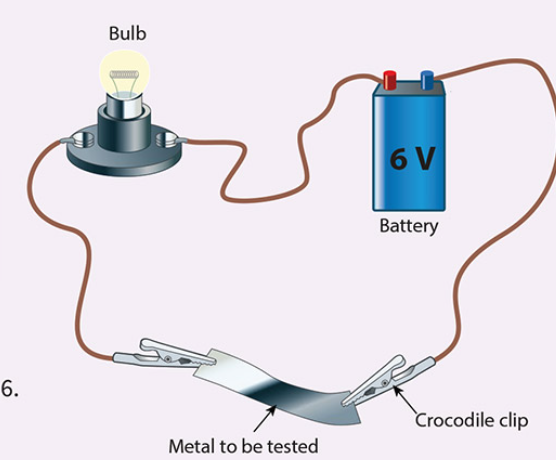 Bulb
6 V
Battery
6.
Crocodile clip
Metal to be tested